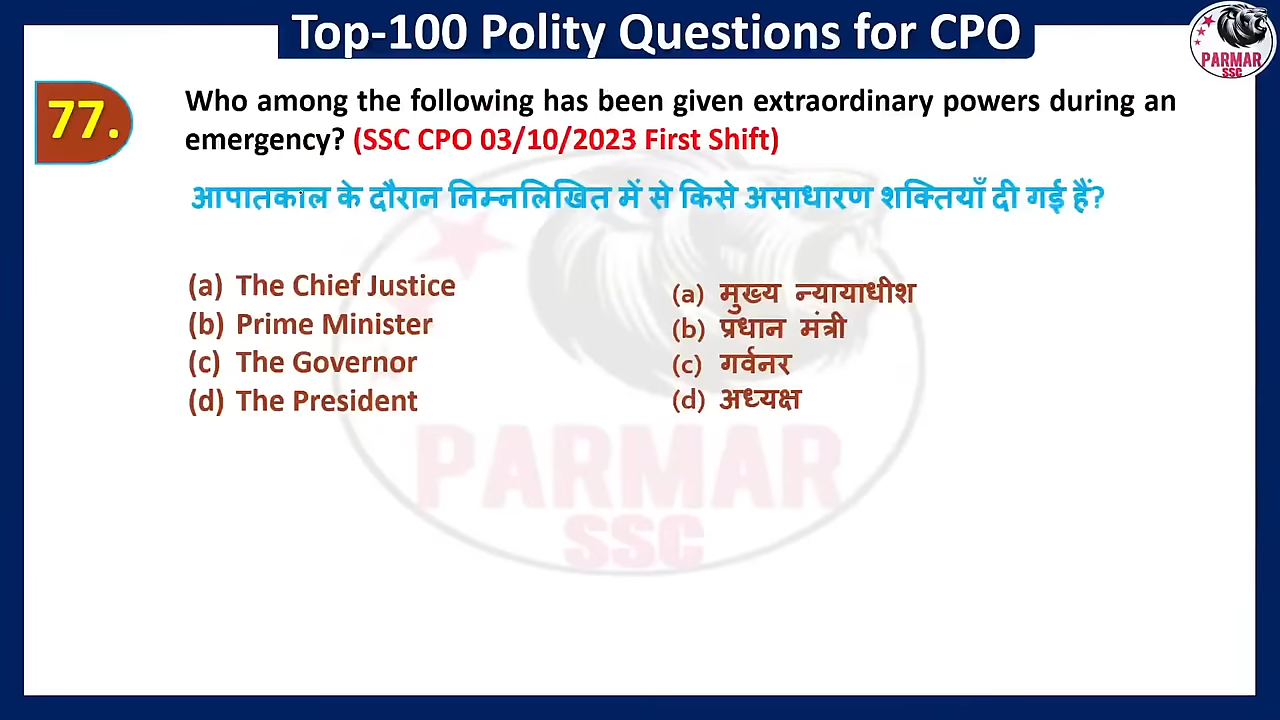 Top-100 Polity Questions for CPO
PARMAR
SSC
77.
Who among the following has been given extraordinary powers during an
emergency? (SSC CPO 03/10/2023 First Shift)
आपातकाल के दौरान निम्नलिखित में से किसे असाधारण शक्तियाँ दी गई हैं?
(a) The Chief Justice
(b) Prime Minister
(c) The Governor
(d) The President
(a) मुख्य न्यायाधीश
(b) प्रधान मंत्री
(c) गर्वनर
(d) अध्यक्ष
PARMAR
SSC